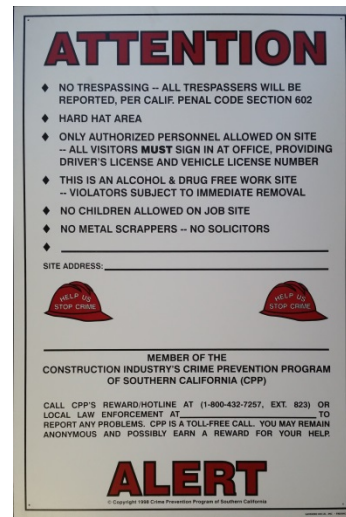 ATTENTION
♦ NO TRESPASSING -- ALL TRESPASSERS WILL BE
REPORTED, PER CALIF. PENAL CODE SECTION 602
♦ HARD HAT AREA
♦ ONLY AUTHORIZED PERSONNEL ALLOWED ON SITE
-- ALL VISITORS MUST SIGN IN AT OFFICE, PROVIDING
DRIVER'S LICENSE AND VEHICLE LICENSE NUMBER
♦ THIS IS AN ALCOHOL & DRUG FREE WORK SITE
-- VIOLATORS SUBJECT TO IMMEDIATE REMOVAL
♦ NO CHILDREN ALLOWED ON JOB SITE
♦ NO METAL SCRAPPERS -- NO SOLICITORS
♦
SITE ADDRESS:
HELP US
STOP CRIME
HELP US
STOP CRIME
MEMBER OF THE
CONSTRUCTION INDUSTRY'S CRIME PREVENTION PROGRAM
OF SOUTHERN CALIFORNIA (CPP)
CALL CPP'S REWARD/HOTLINE AT (1-800-432-7257, EXT. 823) OR
LOCAL LAW ENFORCEMENT AT TO
REPORT ANY PROBLEMS. CPP IS A TOLL-FREE CALL. YOU MAY REMAIN
ANONYMOUS AND POSSIBLY EARN A REWARD FOR YOUR HELP.
ALERT
© Copyright 1998 Crime Prevention Program of Southern California